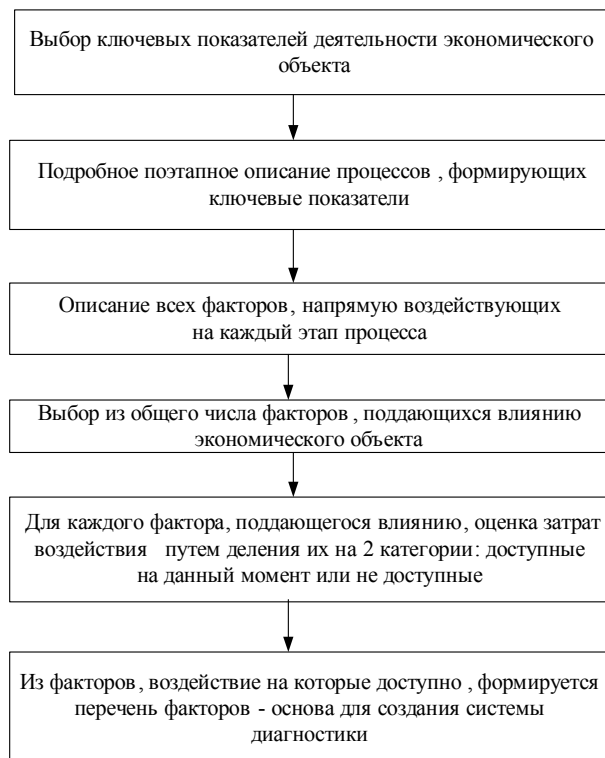 Выбор ключевых показателей деятельности экономического
объекта
Подробное поэтапное описание процессов , формирующих
ключевые показатели
Описание всех факторов, напрямую воздействующих
на каждый этап процесса
Выбор из общего числа факторов , поддающихся влиянию
экономического объекта
Для каждого фактора, поддающегося влиянию, оценка затрат
воздействия путем деления их на 2 категории: доступные
на данный момент или не доступные
Из факторов, воздействие на которые доступно , формируется
перечень факторов - основа для создания системы
диагностики